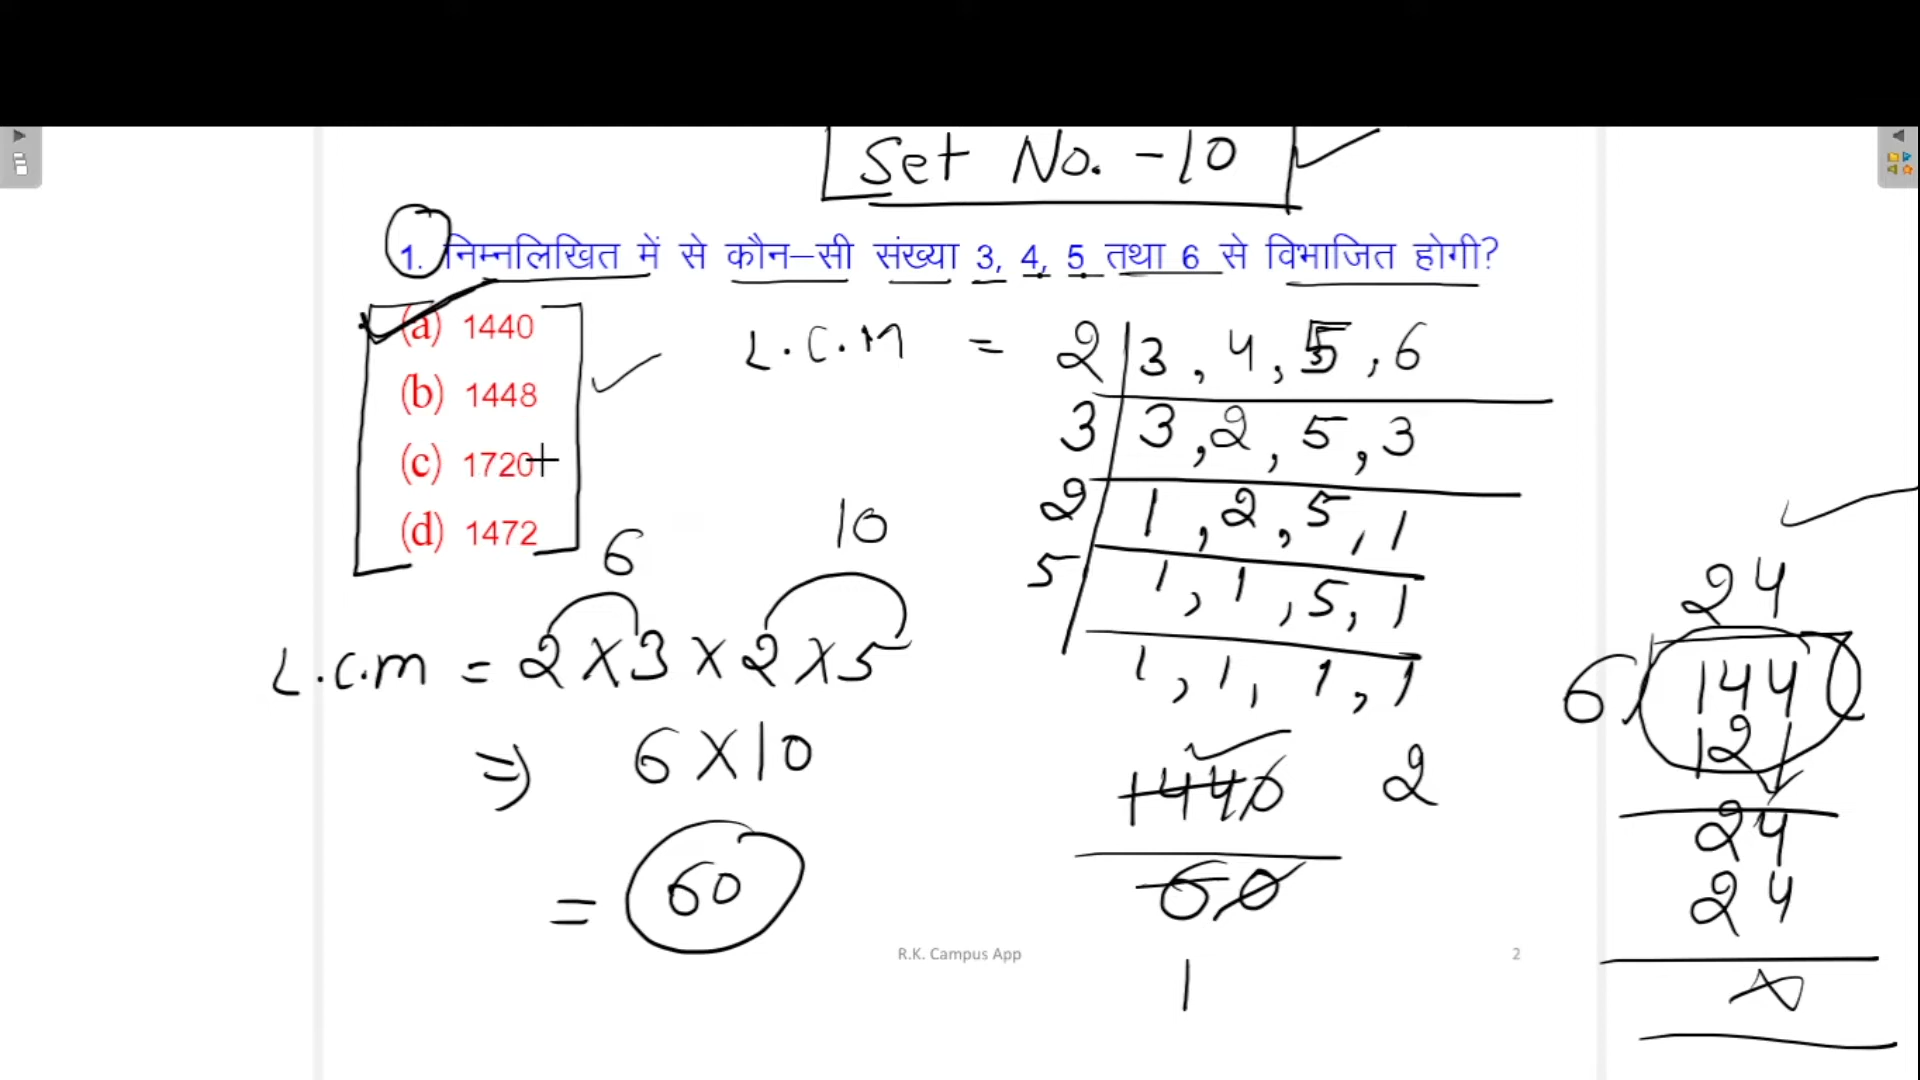 Set No. -10
1. निम्नलिखित में से कौन–सी संख्या 3, 4, 5 तथा 6 से विभाजित होगी?
(a) 1440
(b) 1448
(c) 1720
(d) 1472
L.C.M = 2 | 3, 4, 5, 6
3 | 3, 2, 5, 3
2 | 1, 2, 5, 1
5 | 1, 1, 5, 1
1, 1, 1, 1
6 10
L.C.M = 2 X 3 X 2 X 5
⇒ 6 X 10
= 60
1440 2
60
1
24
6) 144 (
12
24
24
R.K. Campus App
2